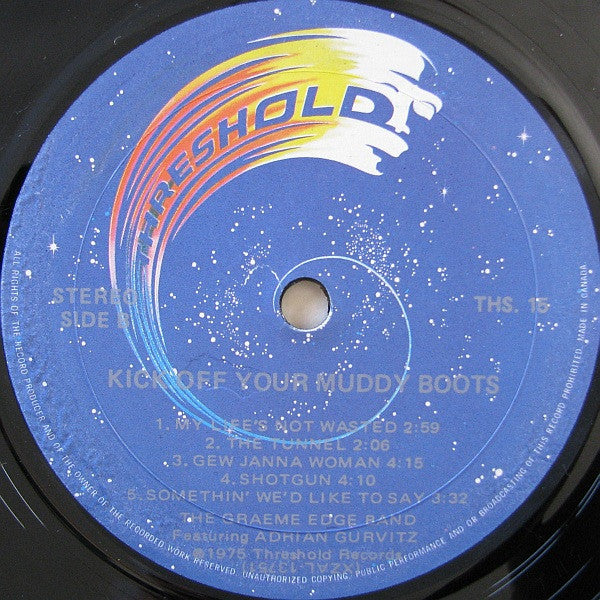 THRESHOLD
STEREO
SIDE B
THS. 15
KICK OFF YOUR MUDDY BOOTS
1. MY LIFE'S NOT WASTED 2:59
2. THE TUNNEL 2:06
3. GEW JANNA WOMAN 4:15
4. SHOTGUN 4:10
5. SOMETHIN' WE'D LIKE TO SAY 3:32
THE GRAEME EDGE BAND
Featuring ADHIAN GURVITZ
℗1975 Threshold Records
(XZAL-13751)
ALL RIGHTS OF THE RECORD PRODUCER AND OF THE OWNER OF THE RECORDED WORK RESERVED. UNAUTHORIZED COPYING, PUBLIC PERFORMANCE AND OR BROADCASTING OF THIS RECORD PROHIBITED. MADE IN CANADA.